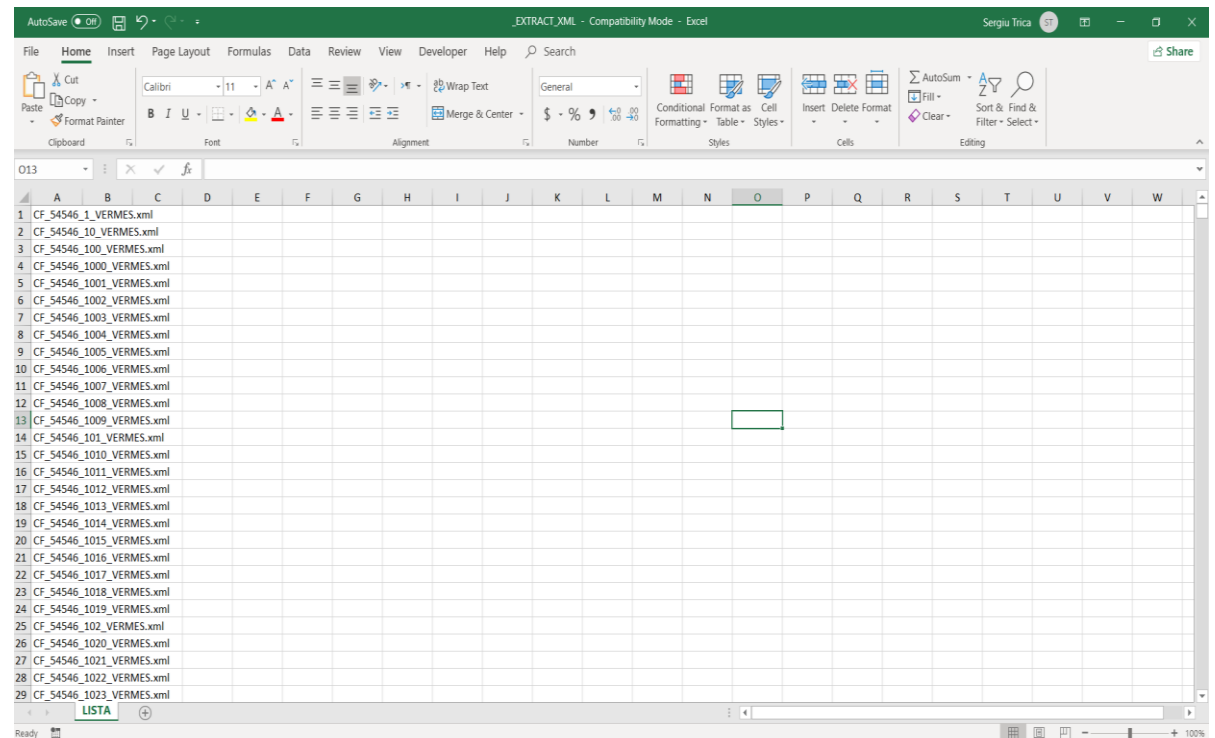 AutoSave Off _EXTRACT_XML - Compatibility Mode - Excel Sergiu Trica ST
File Home Insert Page Layout Formulas Data Review View Developer Help Search Share
Paste Cut Copy Format Painter
Calibri 11 A^ A˅ B I U A
ab Wrap Text Merge & Center
General $ % 9 .00 .00
Conditional Formatting Format as Table Cell Styles
Insert Delete Format
AutoSum Fill Clear Sort & Filter Find & Select
Clipboard Font Alignment Number Styles Cells Editing
O13 fx
A B C D E F G H I J K L M N O P Q R S T U V W
1 CF_54546_1_VERMES.xml
2 CF_54546_10_VERMES.xml
3 CF_54546_100_VERMES.xml
4 CF_54546_1000_VERMES.xml
5 CF_54546_1001_VERMES.xml
6 CF_54546_1002_VERMES.xml
7 CF_54546_1003_VERMES.xml
8 CF_54546_1004_VERMES.xml
9 CF_54546_1005_VERMES.xml
10 CF_54546_1006_VERMES.xml
11 CF_54546_1007_VERMES.xml
12 CF_54546_1008_VERMES.xml
13 CF_54546_1009_VERMES.xml
14 CF_54546_101_VERMES.xml
15 CF_54546_1010_VERMES.xml
16 CF_54546_1011_VERMES.xml
17 CF_54546_1012_VERMES.xml
18 CF_54546_1013_VERMES.xml
19 CF_54546_1014_VERMES.xml
20 CF_54546_1015_VERMES.xml
21 CF_54546_1016_VERMES.xml
22 CF_54546_1017_VERMES.xml
23 CF_54546_1018_VERMES.xml
24 CF_54546_1019_VERMES.xml
25 CF_54546_102_VERMES.xml
26 CF_54546_1020_VERMES.xml
27 CF_54546_1021_VERMES.xml
28 CF_54546_1022_VERMES.xml
29 CF_54546_1023_VERMES.xml
LISTA
Ready 100%